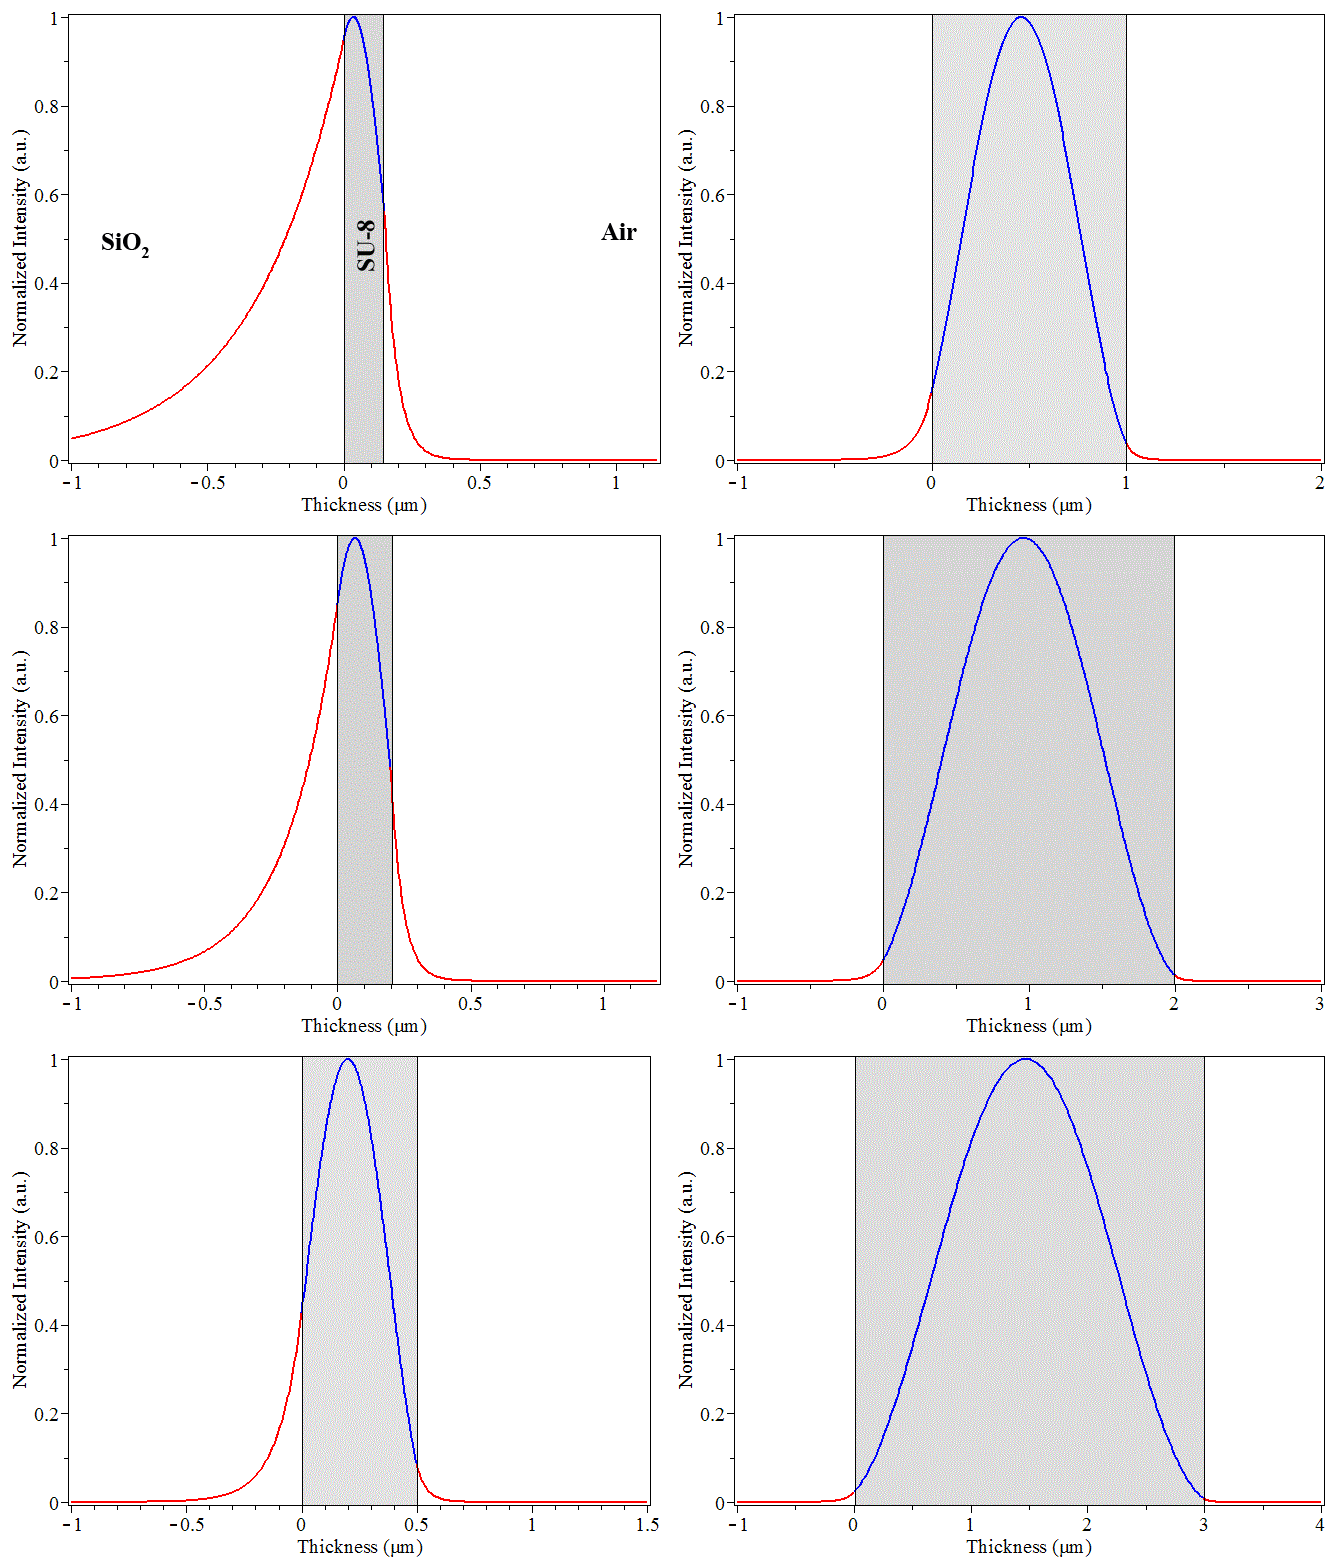 1
0.8
0.6
0.4
0.2
0
Normalized Intensity (a.u.)
SiO2
SU-8
Air
−1 −0.5 0 0.5 1
Thickness (μm)
1
0.8
0.6
0.4
0.2
0
Normalized Intensity (a.u.)
−1 0 1 2
Thickness (μm)
1
0.8
0.6
0.4
0.2
0
Normalized Intensity (a.u.)
−1 −0.5 0 0.5 1
Thickness (μm)
1
0.8
0.6
0.4
0.2
0
Normalized Intensity (a.u.)
−1 0 1 2 3
Thickness (μm)
1
0.8
0.6
0.4
0.2
0
Normalized Intensity (a.u.)
−1 −0.5 0 0.5 1 1.5
Thickness (μm)
1
0.8
0.6
0.4
0.2
0
Normalized Intensity (a.u.)
−1 0 1 2 3 4
Thickness (μm)